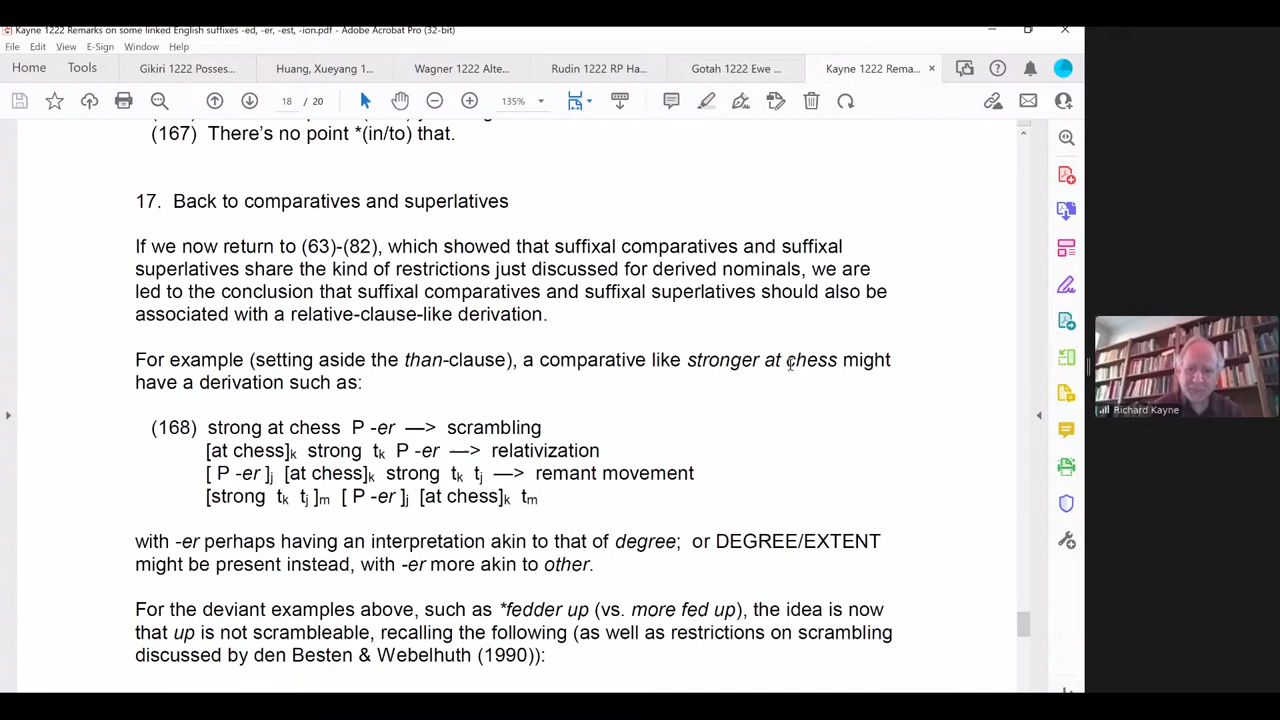 Kayne 1222 Remarks on some linked English suffixes -ed, -er, -est, -ion.pdf - Adobe Acrobat Pro (32-bit)
File Edit View E-Sign Window Help
Home Tools Gikiri 1222 Posses... Huang, Xueyang 1... Wagner 1222 Alte... Rudin 1222 RP Ha... Gotah 1222 Ewe ... Kayne 1222 Rema... ×
18 / 20 135%
(167) There's no point *(in/to) that.
17. Back to comparatives and superlatives
If we now return to (63)-(82), which showed that suffixal comparatives and suffixal
superlatives share the kind of restrictions just discussed for derived nominals, we are
led to the conclusion that suffixal comparatives and suffixal superlatives should also be
associated with a relative-clause-like derivation.
For example (setting aside the than-clause), a comparative like stronger at chess might
have a derivation such as:
(168) strong at chess P -er —> scrambling
[at chess]k strong tk P -er —> relativization
[ P -er ]j [at chess]k strong tk tj —> remant movement
[strong tk tj ]m [ P -er ]j [at chess]k tm
with -er perhaps having an interpretation akin to that of degree; or DEGREE/EXTENT
might be present instead, with -er more akin to other.
For the deviant examples above, such as *fedder up (vs. more fed up), the idea is now
that up is not scrambleable, recalling the following (as well as restrictions on scrambling
discussed by den Besten & Webelhuth (1990)):
Richard Kayne